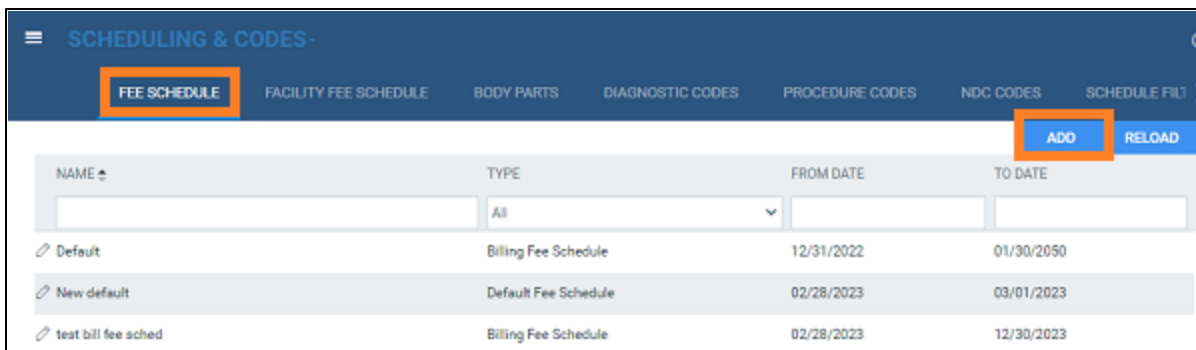 SCHEDULING & CODES-
FEE SCHEDULE FACILITY FEE SCHEDULE BODY PARTS DIAGNOSTIC CODES PROCEDURE CODES NDC CODES SCHEDULE FIL
ADD RELOAD
NAME TYPE FROM DATE TO DATE
All
Default Billing Fee Schedule 12/31/2022 01/30/2050
New default Default Fee Schedule 02/28/2023 03/01/2023
test bill fee sched Billing Fee Schedule 02/28/2023 12/30/2023